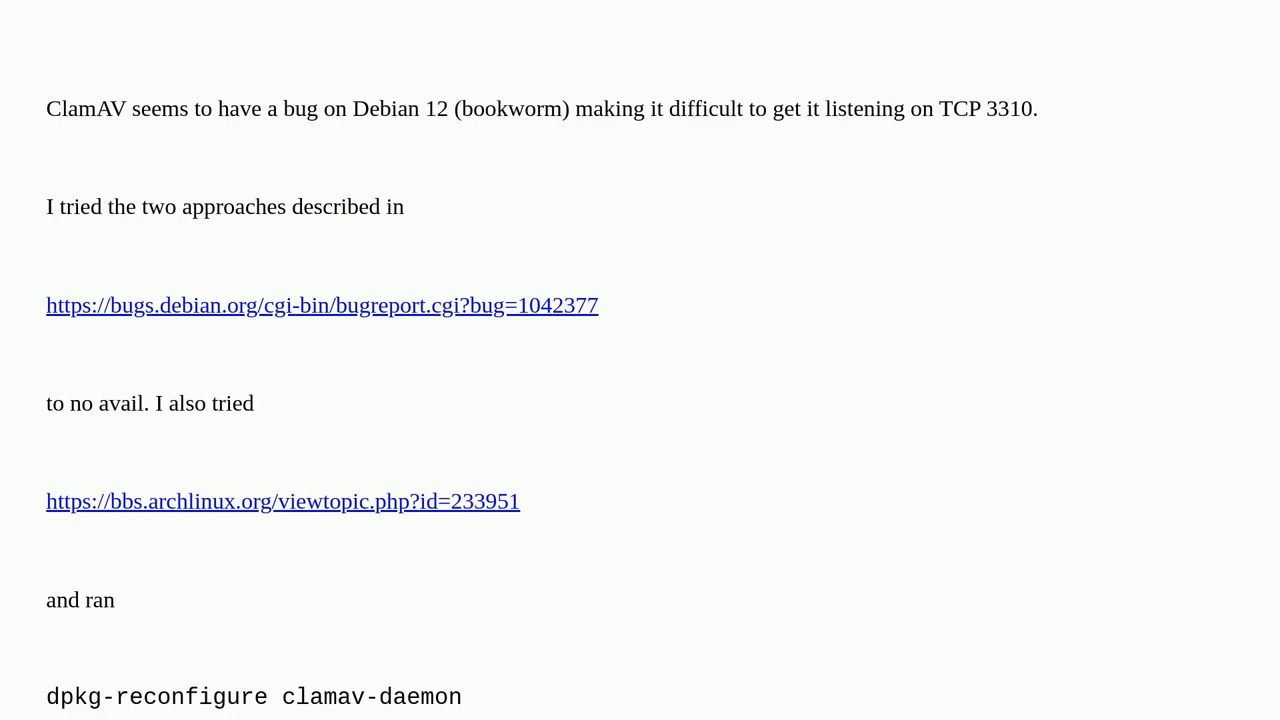 ClamAV seems to have a bug on Debian 12 (bookworm) making it difficult to get it listening on TCP 3310.
I tried the two approaches described in
https://bugs.debian.org/cgi-bin/bugreport.cgi?bug=1042377
to no avail. I also tried
https://bbs.archlinux.org/viewtopic.php?id=233951
and ran
dpkg-reconfigure clamav-daemon